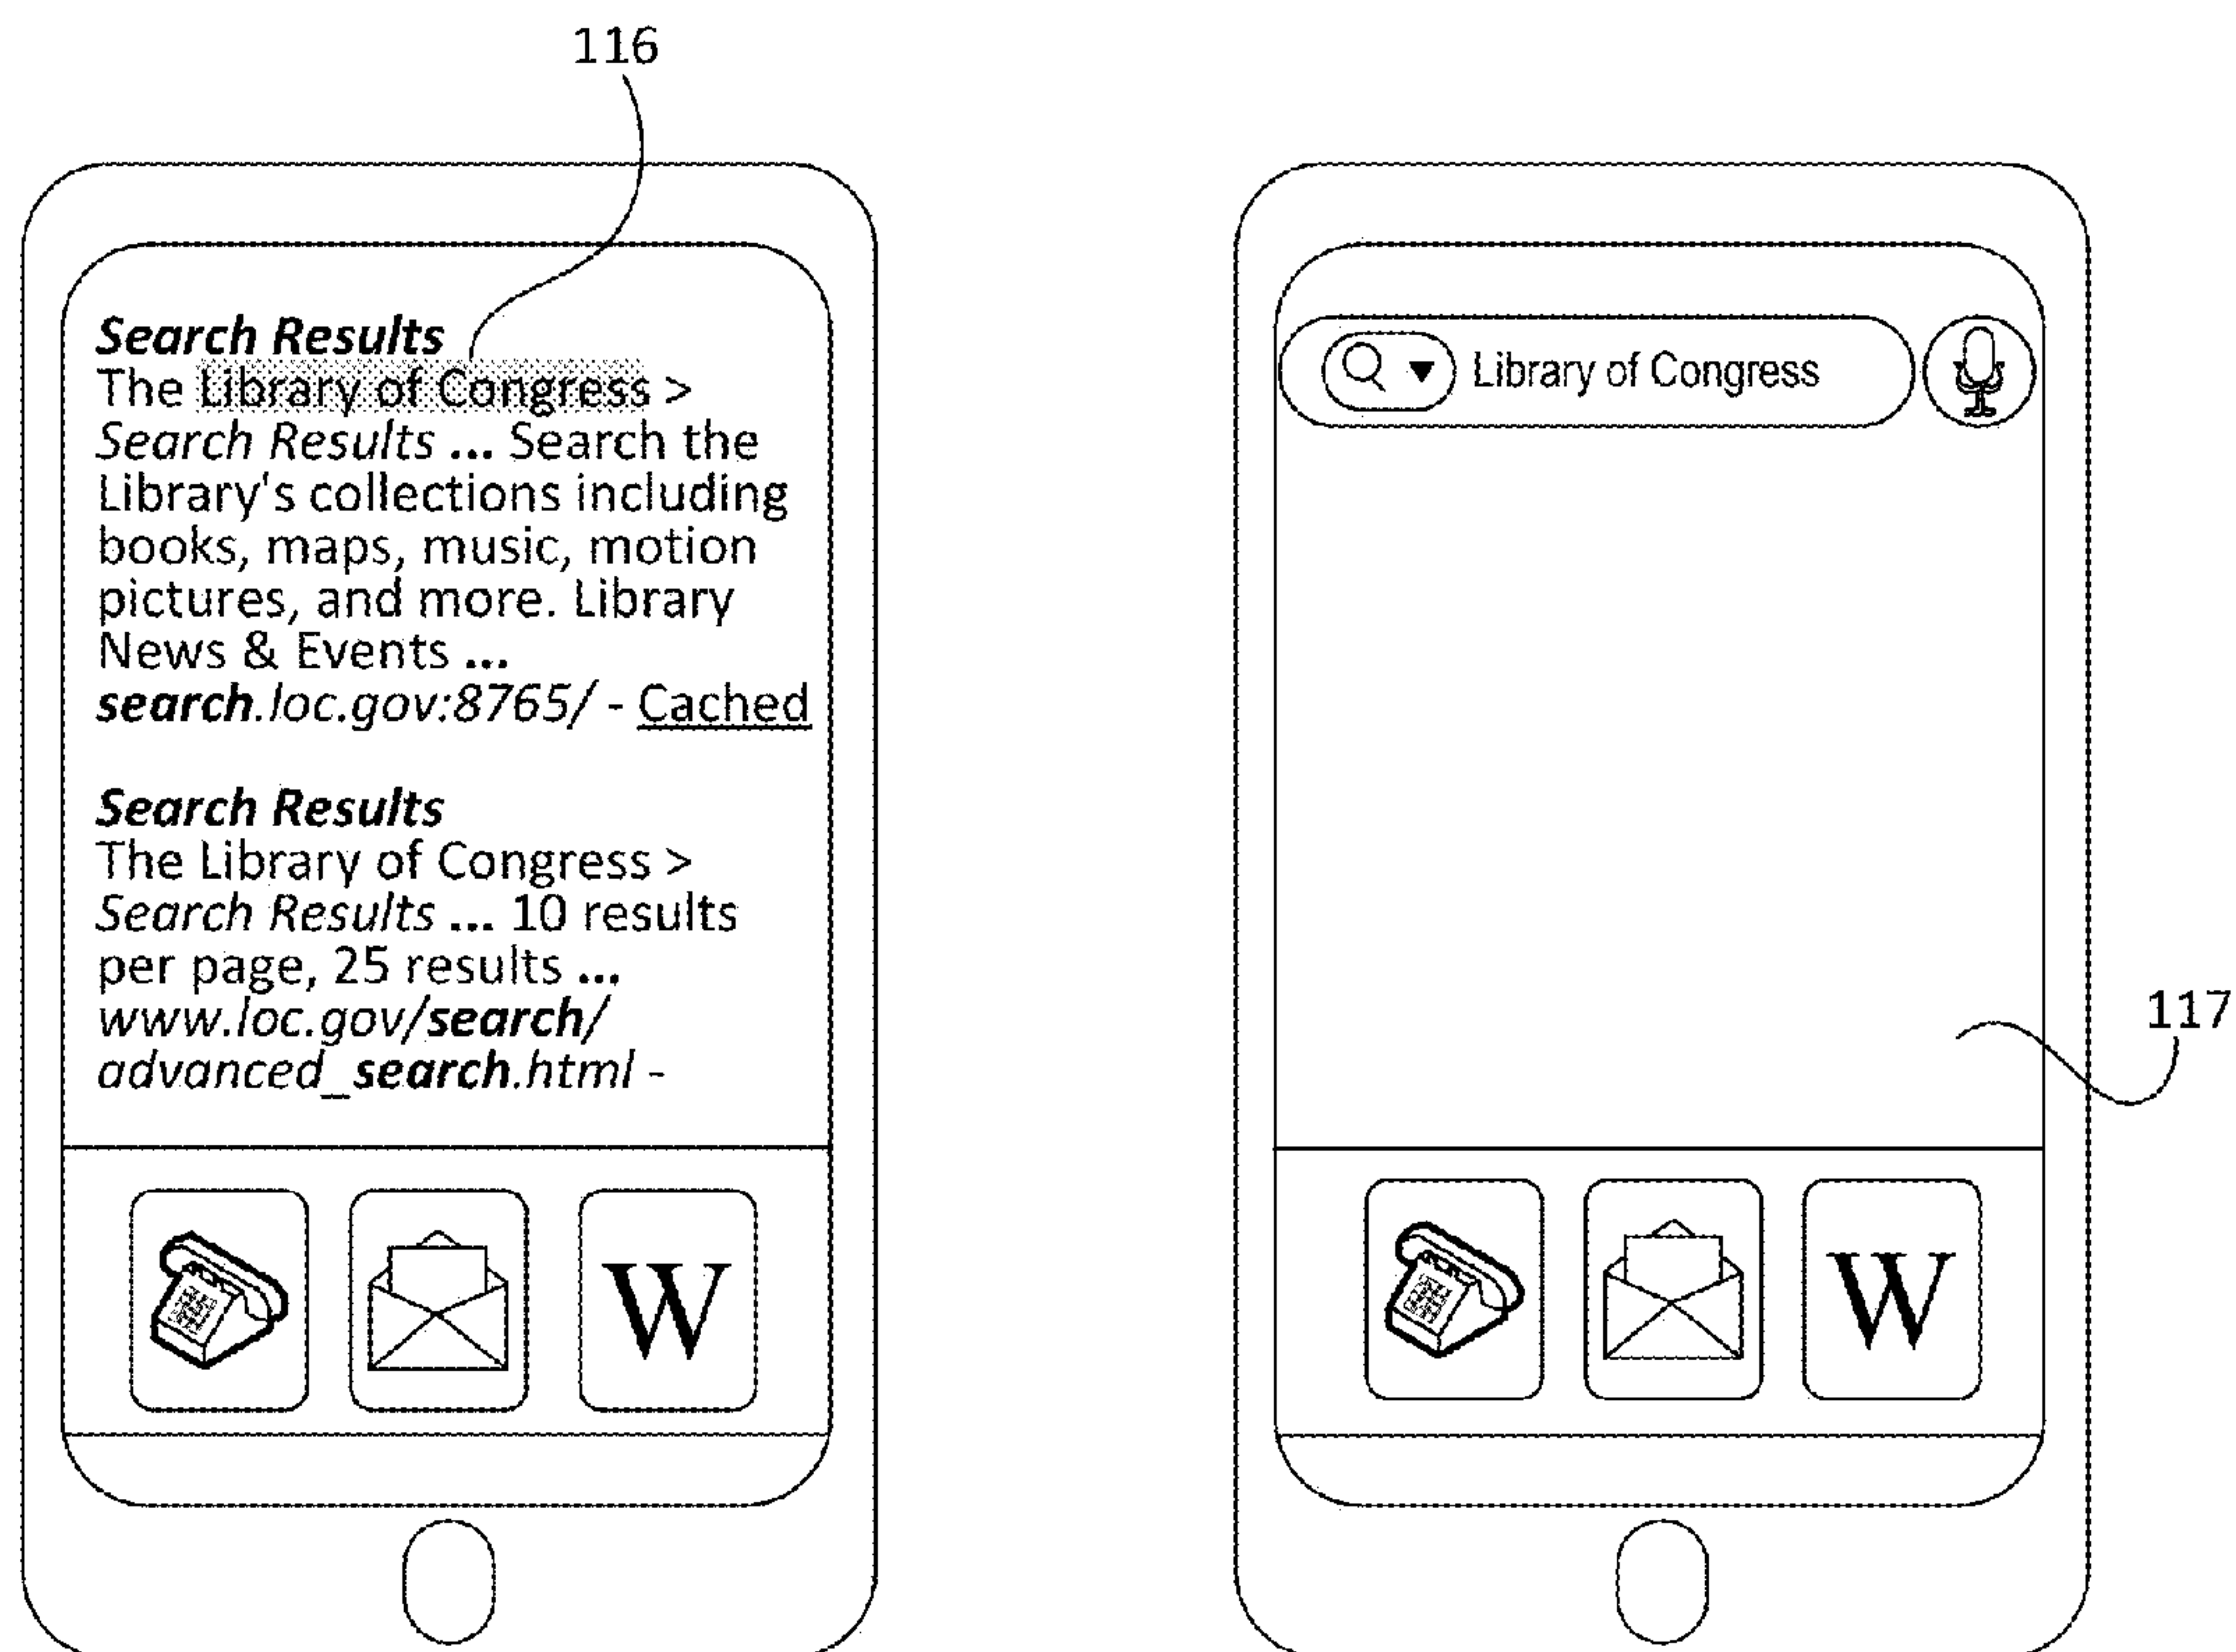 116
Search Results
The Library of Congress >
Search Results ... Search the
Library's collections including
books, maps, music, motion
pictures, and more. Library
News & Events ...
search.loc.gov:8765/ - Cached
Search Results
The Library of Congress >
Search Results ... 10 results
per page, 25 results ...
www.loc.gov/search/
advanced_search.html -
W
Library of Congress
117
W